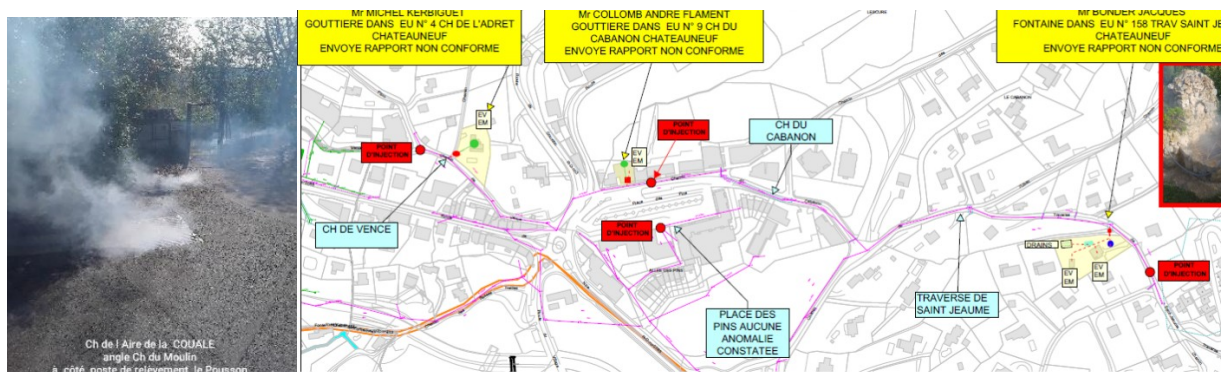 Ch de l Aire de la COUALE
angle Ch du Moulin
à côté poste de relèvement le Pousson
Mr MICHEL KERBIGUET
GOUTTIERE DANS EU N° 4 CH DE L'ADRET
CHATEAUNEUF
ENVOYE RAPPORT NON CONFORME
Mr COLLOMB ANDRE FLAMENT
GOUTTIERE DANS EU N° 9 CH DU
CABANON CHATEAUNEUF
ENVOYE RAPPORT NON CONFORME
Mr BONDER JACQUES
FONTAINE DANS EU N° 158 TRAV SAINT JE
CHATEAUNEUF
ENVOYE RAPPORT NON CONFORME
EV
EM
POINT
D'INJECTION
CH DE VENCE
EV
EM
POINT
D'INJECTION
CH DU
CABANON
LE CABANON
POINT
D'INJECTION
PLACE DES
PINS AUCUNE
ANOMALIE
CONSTATEE
TRAVERSE DE
SAINT JEAUME
DRAINS
EV
EM
EV
EM
POINT
D'INJECTION